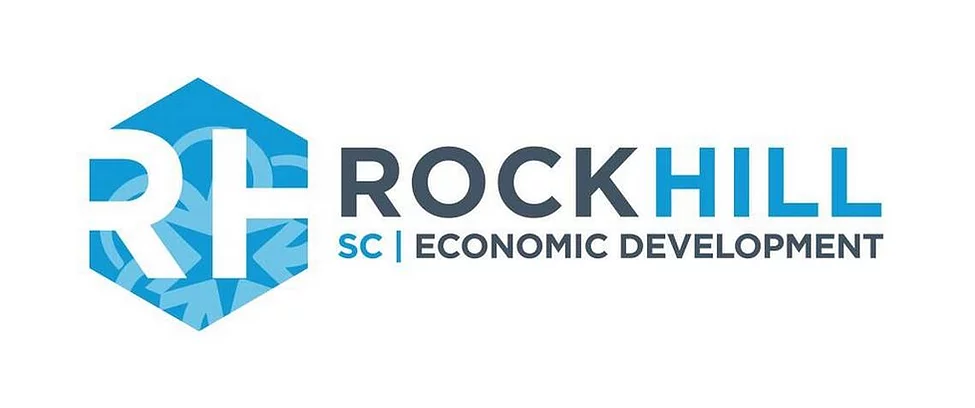 RH
ROCKHILL
SC | ECONOMIC DEVELOPMENT